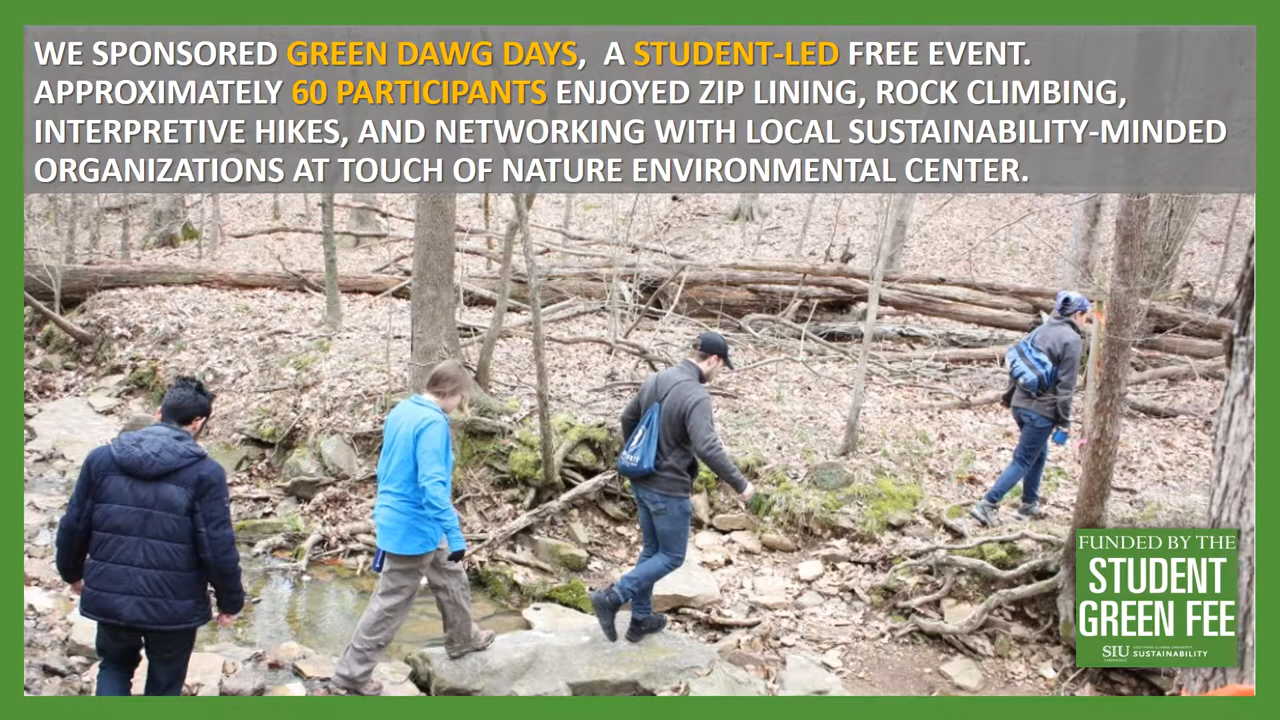 WE SPONSORED GREEN DAWG DAYS, A STUDENT-LED FREE EVENT.
APPROXIMATELY 60 PARTICIPANTS ENJOYED ZIP LINING, ROCK CLIMBING,
INTERPRETIVE HIKES, AND NETWORKING WITH LOCAL SUSTAINABILITY-MINDED
ORGANIZATIONS AT TOUCH OF NATURE ENVIRONMENTAL CENTER.
FUNDED BY THE
STUDENT
GREEN FEE
SIU SUSTAINABILITY